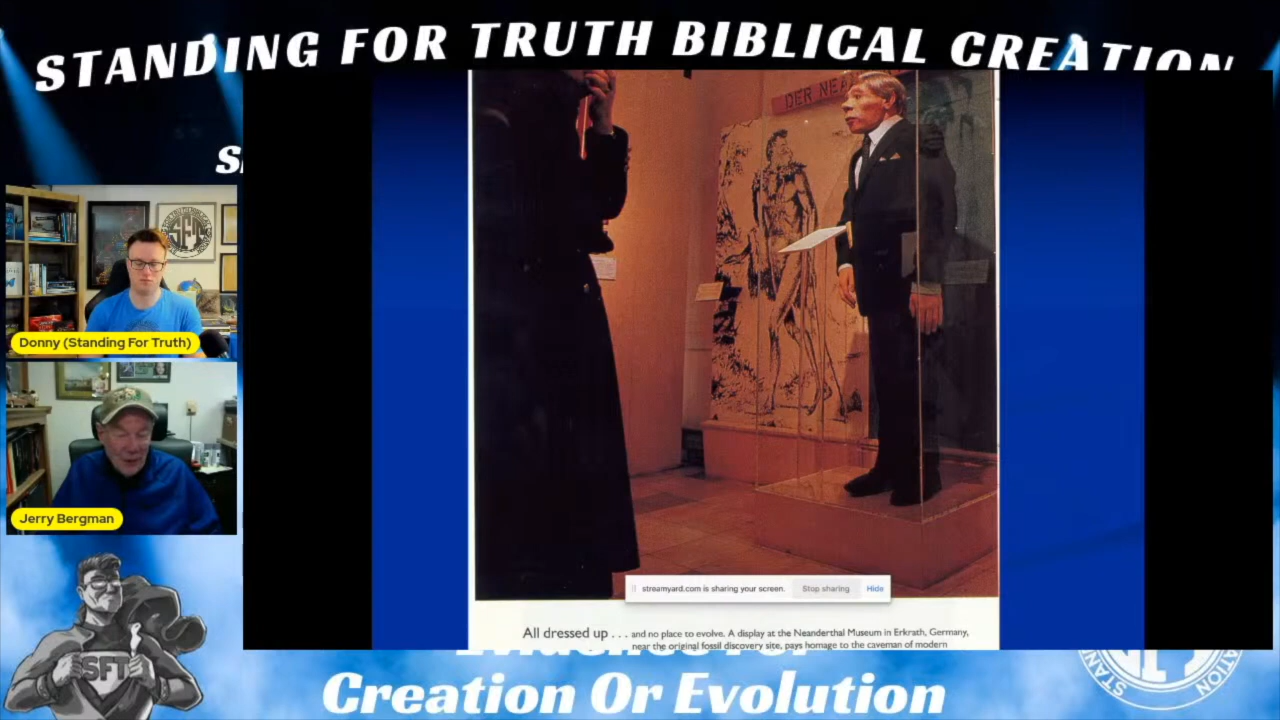 STANDING FOR TRUTH BIBLICAL CREATION
DER
SFT
Donny (Standing For Truth)
Jerry Bergman
streamyard.com is sharing your screen. Stop sharing Hide
All dressed up . . . and no place to evolve. A display at the Neanderthal Museum in Erkrath, Germany,
near the original fossil discovery site, pays homage to the caveman of modern
SFT
Creation Or Evolution